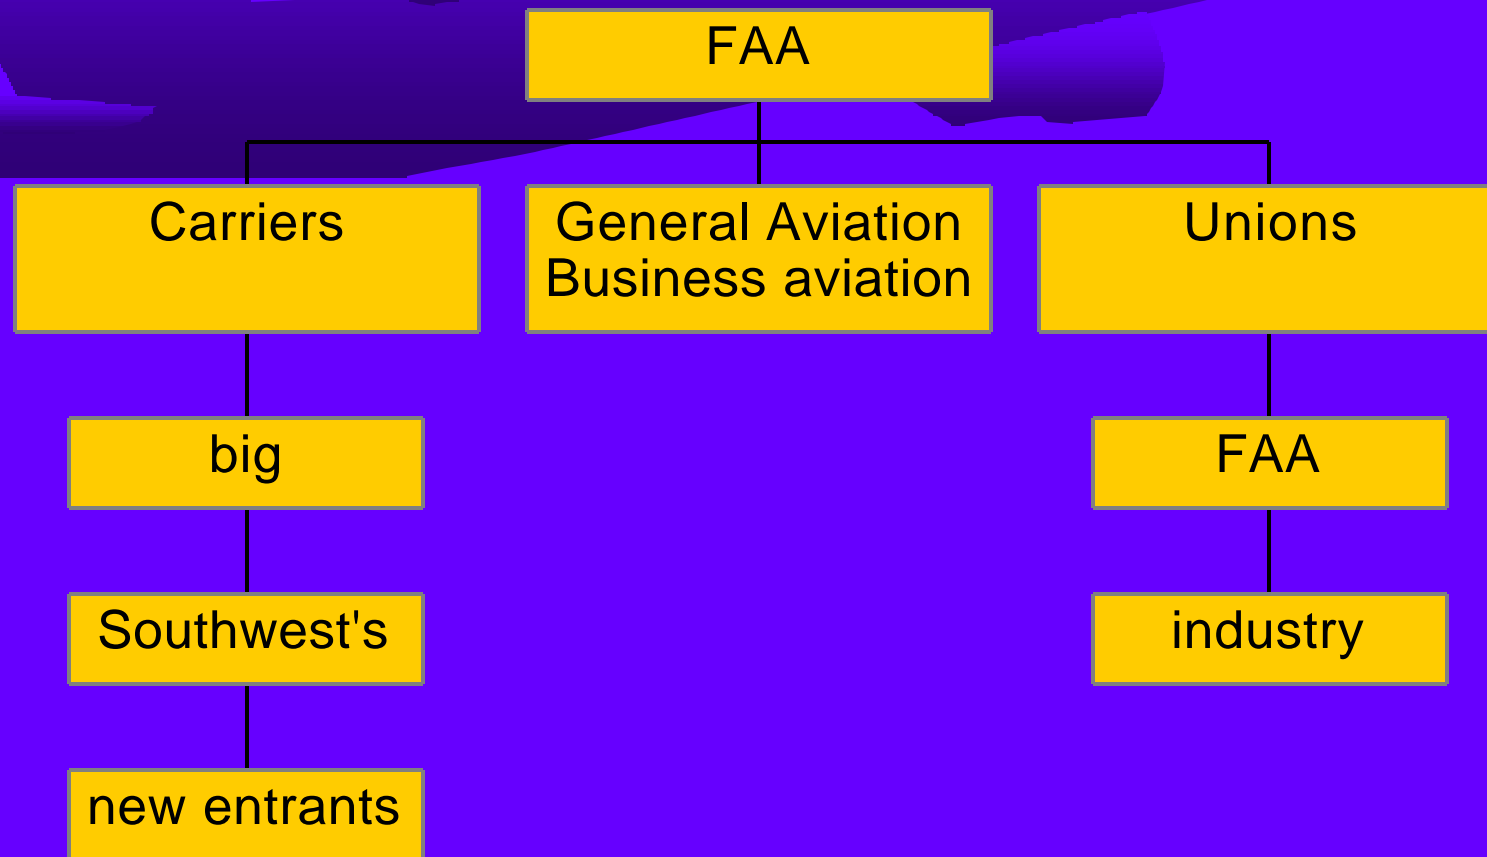 FAA
Carriers
General Aviation
Business aviation
Unions
big
FAA
Southwest's
industry
new entrants